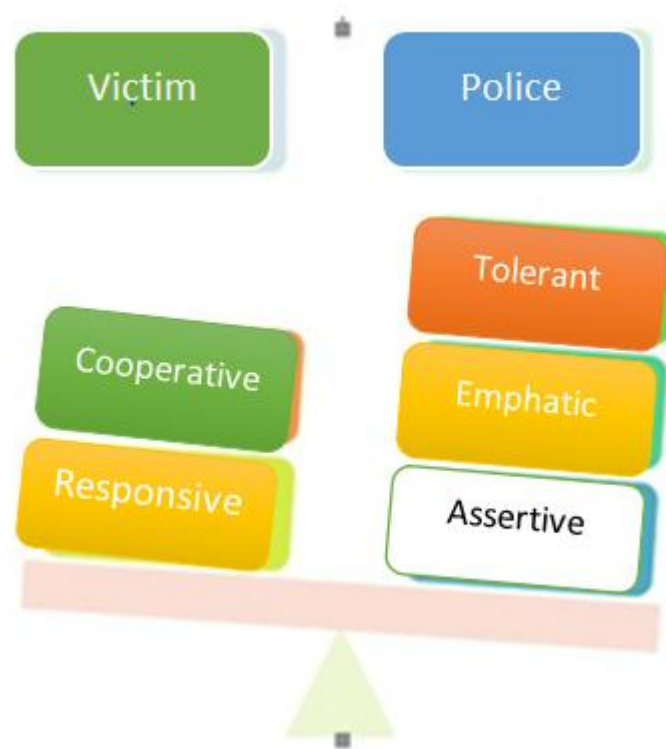 Victim
Police
Tolerant
Cooperative
Emphatic
Responsive
Assertive